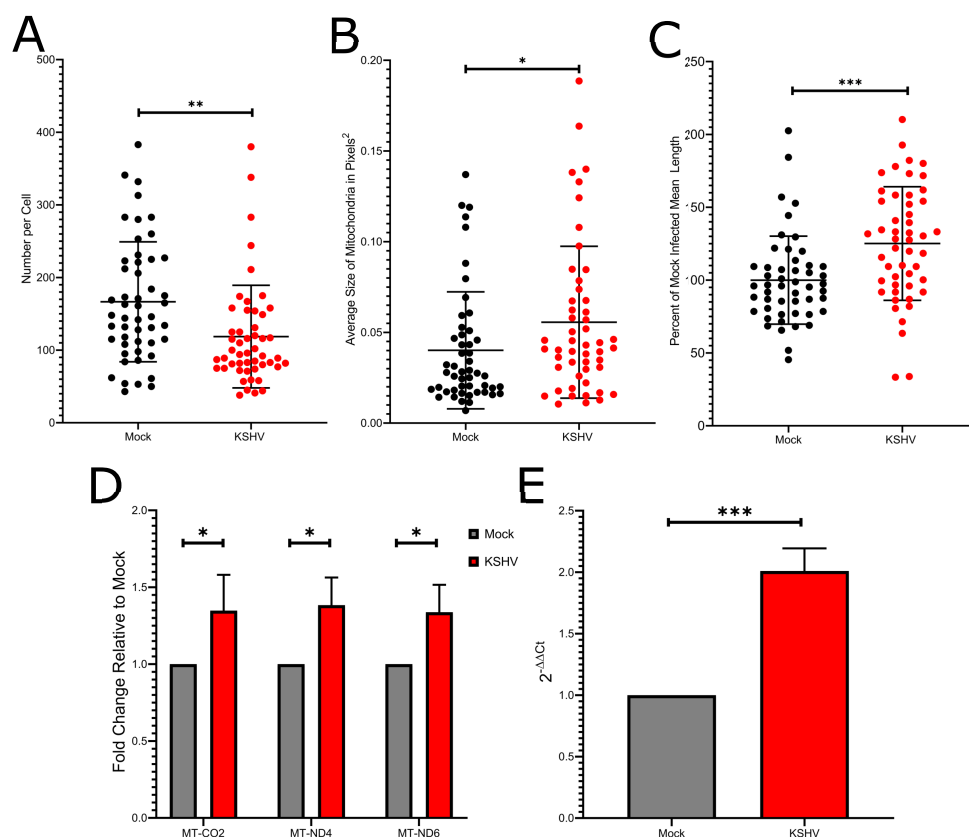 A
Number per Cell
500
400
300
200
100
0
**
Mock
KSHV
B
Average Size of Mitochondria in Pixels²
0.20
0.15
0.10
0.05
0.00
*
Mock
KSHV
C
Percent of Mock Infected Mean Length
250
200
150
100
50
0
***
Mock
KSHV
D
Fold Change Relative to Mock
2.0
1.5
1.0
0.5
0.0
*
*
*
Mock
KSHV
MT-CO2
MT-ND4
MT-ND6
E
2-ΔΔCt
2.5
2.0
1.5
1.0
0.5
0.0
***
Mock
KSHV